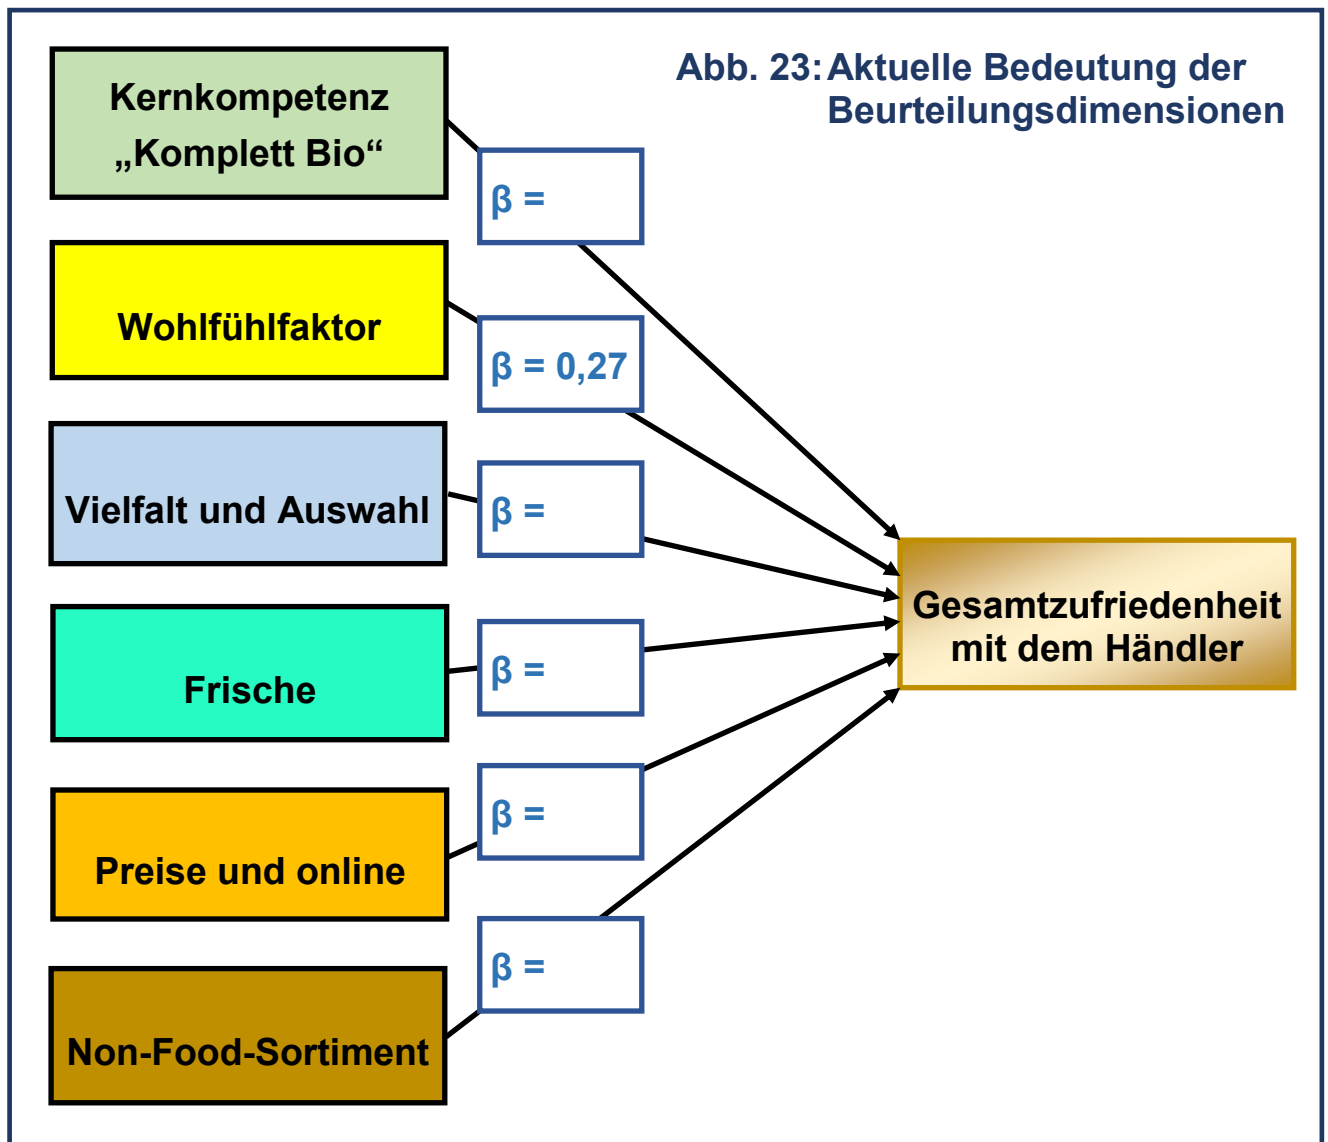 Abb. 23: Aktuelle Bedeutung der
Beurteilungsdimensionen
Kernkompetenz
„Komplett Bio“
β =
Wohlfühlfaktor
β = 0,27
Vielfalt und Auswahl
β =
Gesamtzufriedenheit
mit dem Händler
Frische
β =
Preise und online
β =
Non-Food-Sortiment
β =